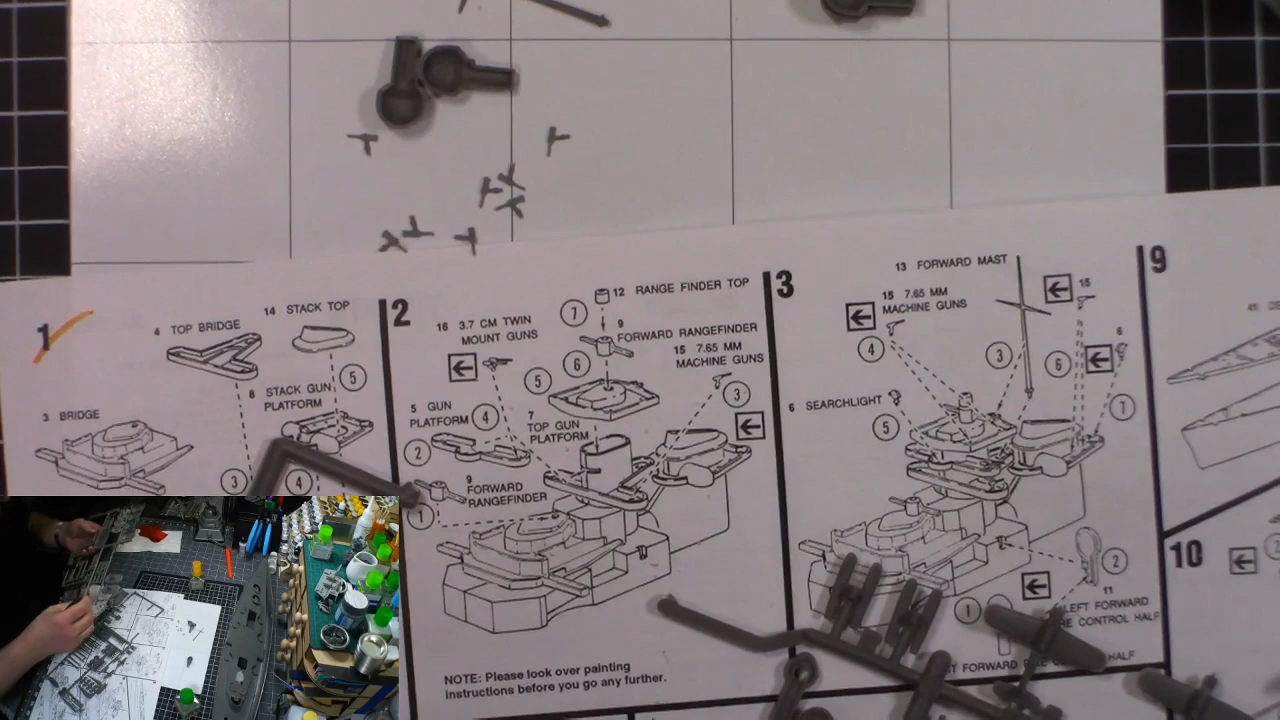 1
4 TOP BRIDGE
14 STACK TOP
3 BRIDGE
8 STACK GUN
PLATFORM
5
3
4
2
16 3.7 CM TWIN
MOUNT GUNS
12 RANGE FINDER TOP
7
9
FORWARD RANGEFINDER
6
15 7.65 MM
MACHINE GUNS
5
3
5 GUN
PLATFORM
4
7
TOP GUN
PLATFORM
2
9
FORWARD
RANGEFINDER
1
NOTE: Please look over painting
instructions before you go any further.
3
13 FORWARD MAST
15 7.65 MM
MACHINE GUNS
15
4
3
6
6
6 SEARCHLIGHT
5
7
2
11
LEFT FORWARD
CONTROL HALF
1
FORWARD
HALF
9
10